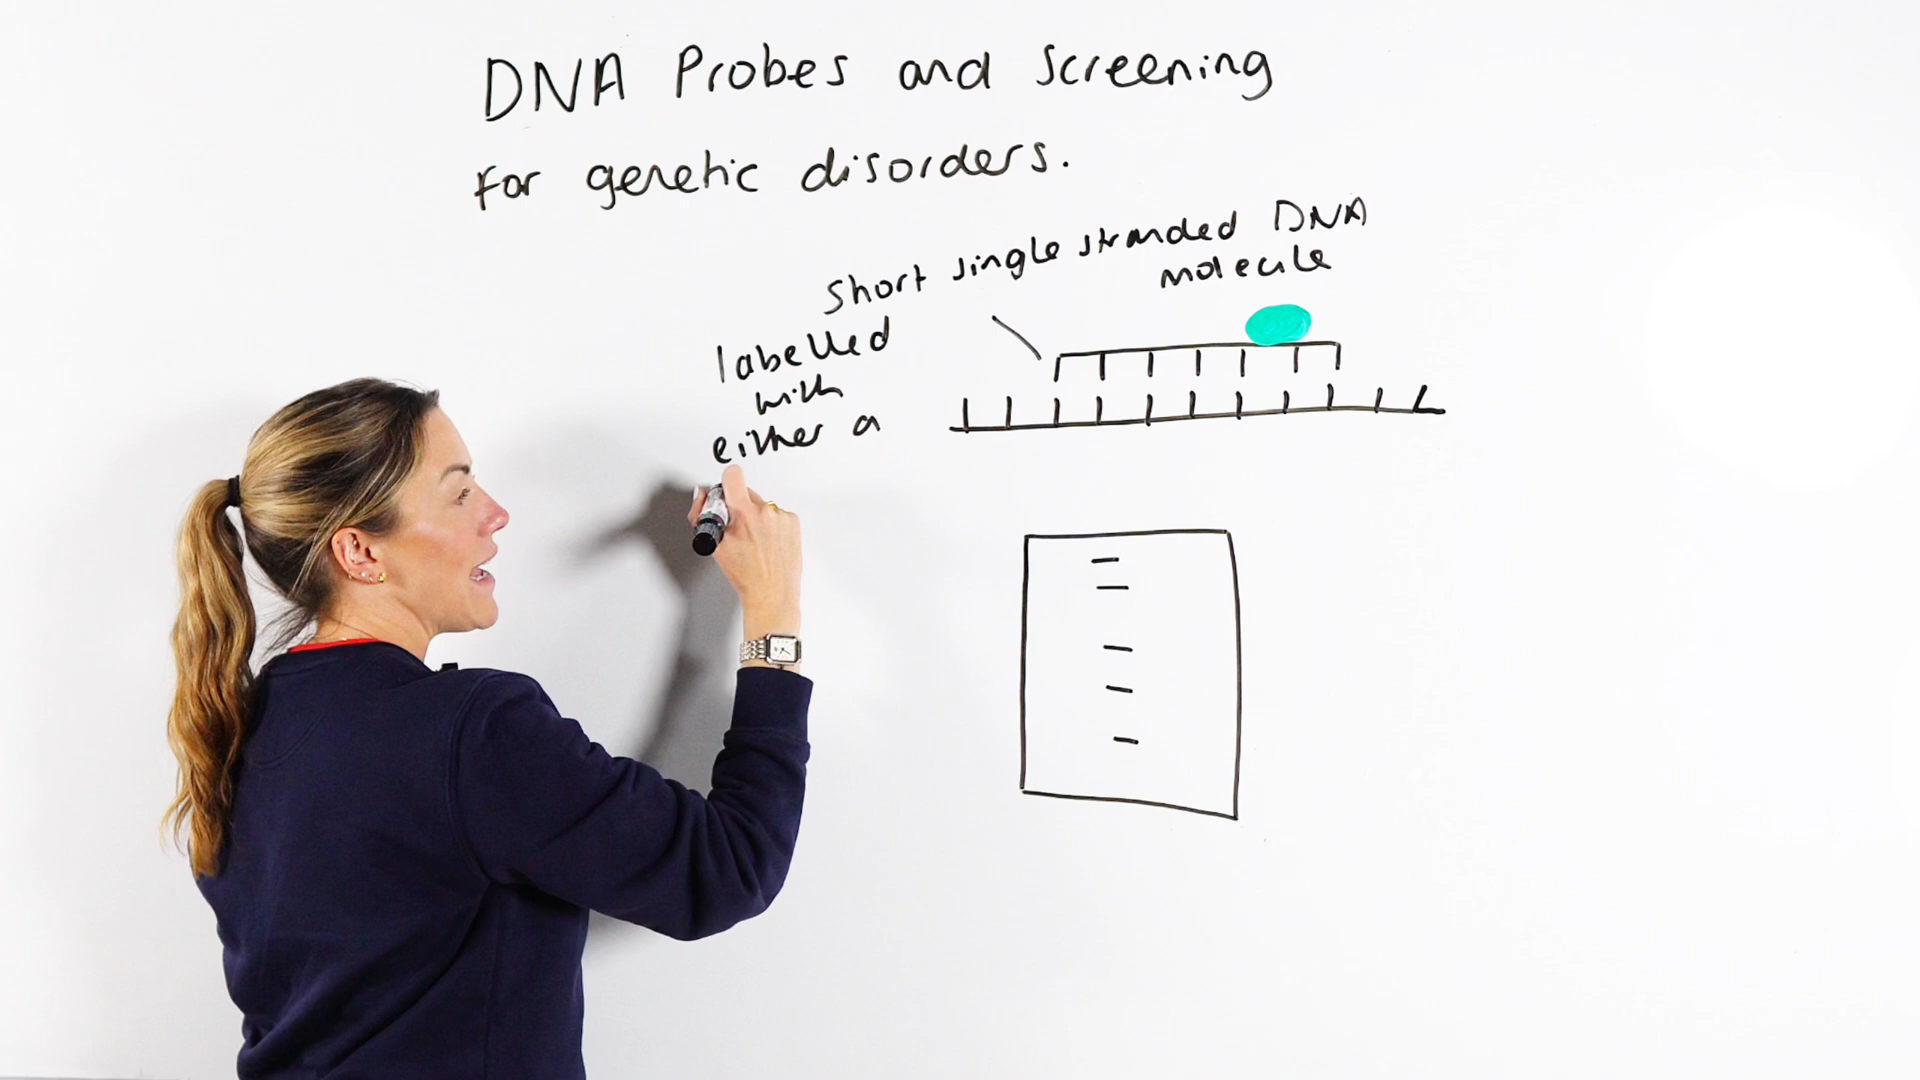 DNA Probes and screening
for genetic disorders.
short single stranded DNA
molecule
labelled
with
either a